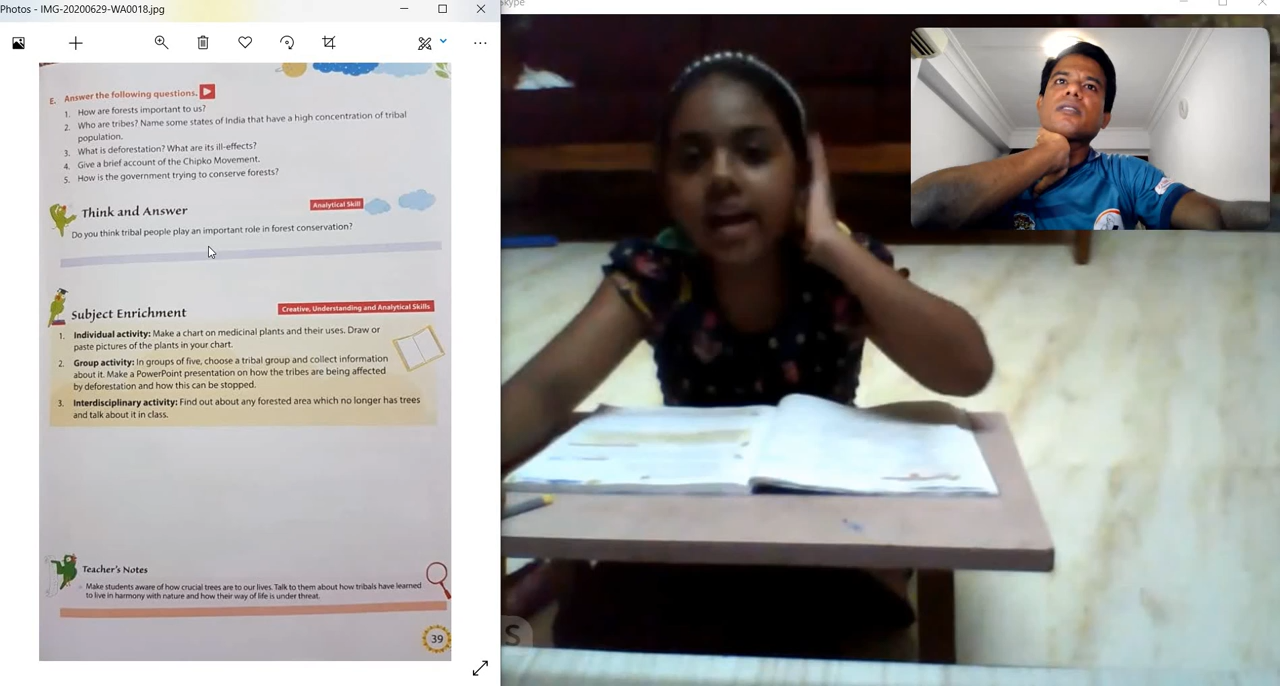 Photos - IMG-20200629-WA0018.jpg
Skype
E. Answer the following questions.
1. How are forests important to us?
2. Who are tribes? Name some states of India that have a high concentration of tribal
population.
3. What is deforestation? What are its ill-effects?
4. Give a brief account of the Chipko Movement.
5. How is the government trying to conserve forests?
Think and Answer
Analytical Skill
Do you think tribal people play an important role in forest conservation?
Subject Enrichment
Creative, Understanding and Analytical Skills
1. Individual activity: Make a chart on medicinal plants and their uses. Draw or
paste pictures of the plants in your chart.
2. Group activity: In groups of five, choose a tribal group and collect information
about it. Make a PowerPoint presentation on how the tribes are being affected
by deforestation and how this can be stopped.
3. Interdisciplinary activity: Find out about any forested area which no longer has trees
and talk about it in class.
Teacher's Notes
Make students aware of how crucial trees are to our lives. Talk to them about how tribals have learned
to live in harmony with nature and how their way of life is under threat.
39
S